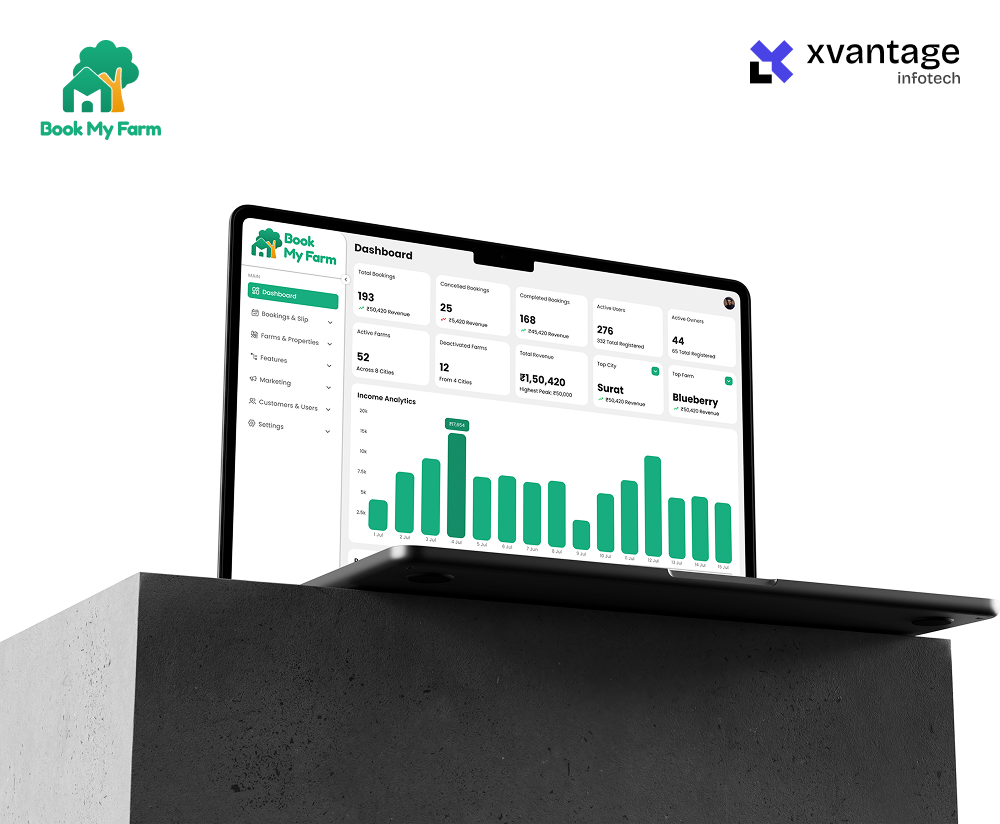 Book My Farm
xvantage
infotech
Book
My Farm
MAIN
Dashboard
Bookings & Slip
Farms & Properties
Features
Marketing
Customers & Users
Settings
Dashboard
Total Bookings
193
₹50,420 Revenue
Cancelled Bookings
25
₹5,420 Revenue
Completed Bookings
168
₹45,420 Revenue
Active Users
276
332 Total Registered
Active Owners
44
65 Total Registered
Active Farms
52
Across 8 Cities
Deactivated Farms
12
From 4 Cities
Total Revenue
₹1,50,420
Highest Peak: ₹50,000
Top City
Surat
₹50,420 Revenue
Top Farm
Blueberry
₹50,420 Revenue
Income Analytics
20k
15k
10k
7.5k
5k
2.5k
1 Jul
2 Jul
3 Jul
4 Jul
5 Jul
6 Jul
7 Jun
8 Jul
9 Jul
10 Jul
11 Jul
12 Jul
13 Jul
14 Jul
15 Jul